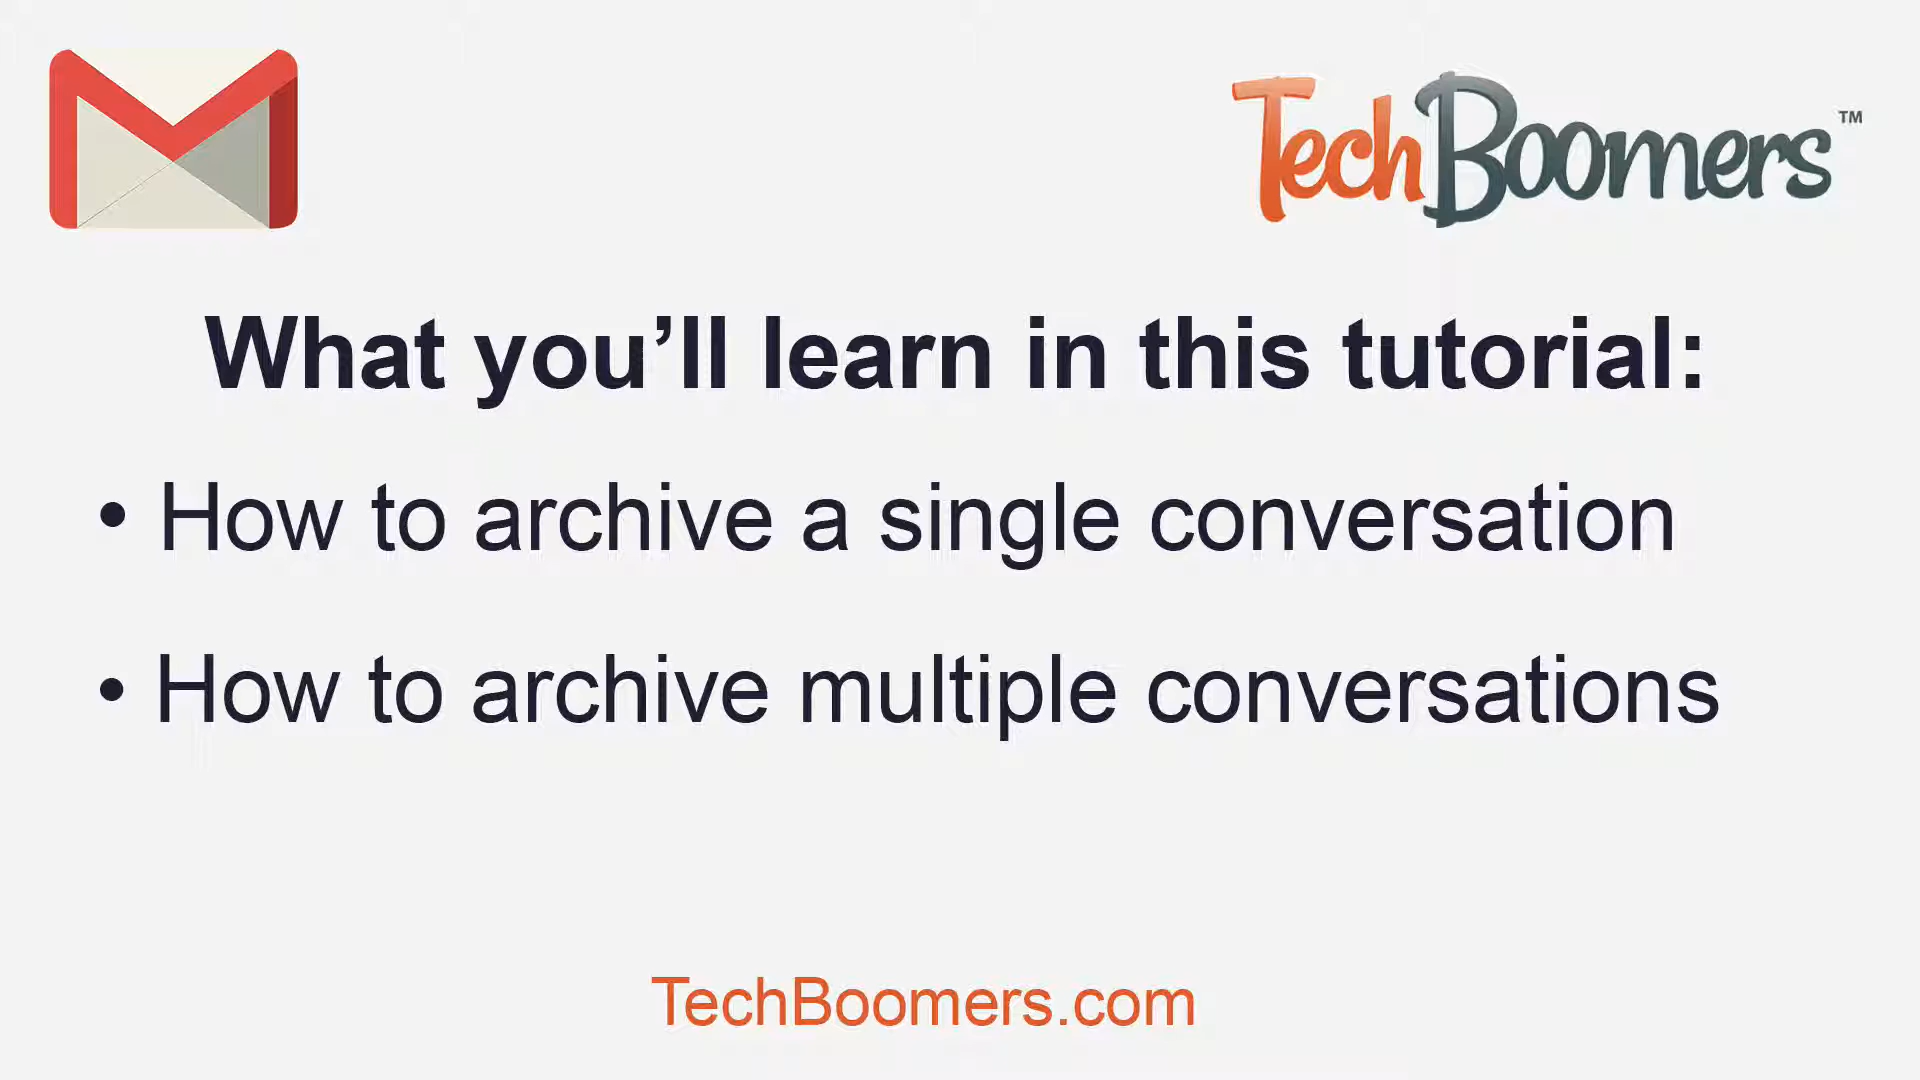 TechBoomers™
What you’ll learn in this tutorial:
• How to archive a single conversation
• How to archive multiple conversations
TechBoomers.com